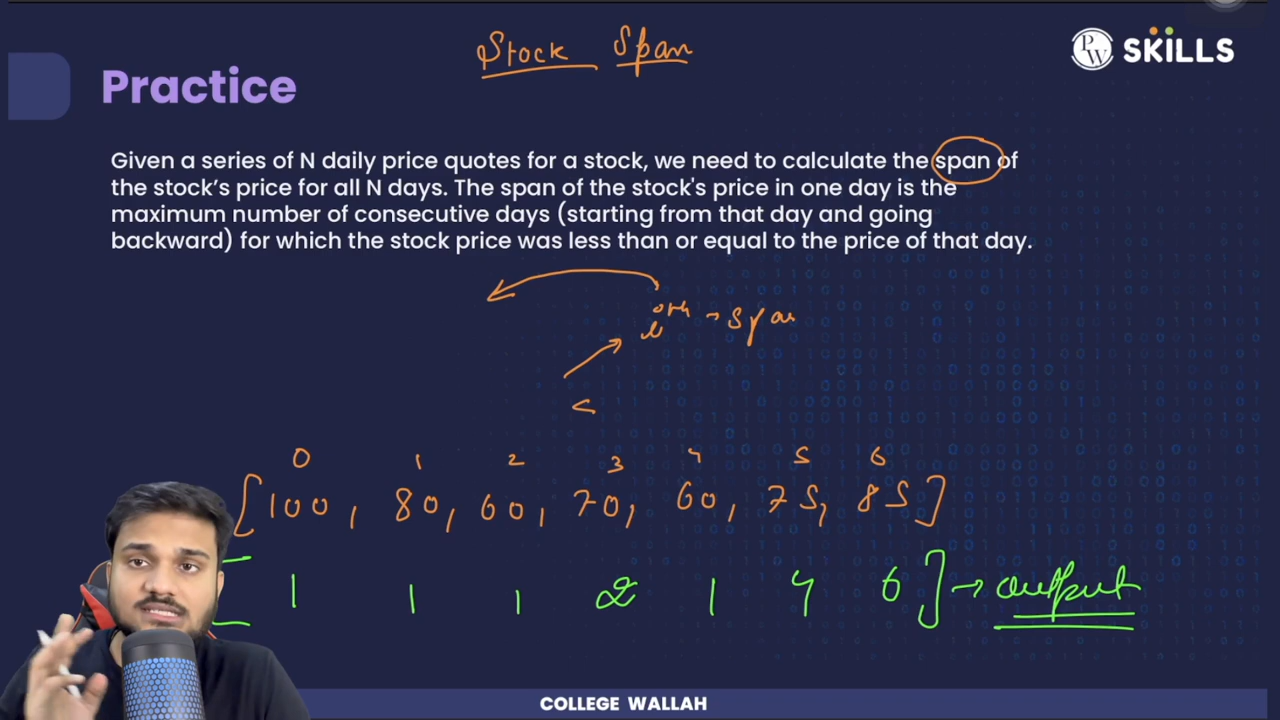 Stock Span
PW SKILLS
Practice
Given a series of N daily price quotes for a stock, we need to calculate the span of
the stock's price for all N days. The span of the stock's price in one day is the
maximum number of consecutive days (starting from that day and going
backward) for which the stock price was less than or equal to the price of that day.
ith → span
<
0 1 2 3 4 5 6
[100, 80, 60, 70, 60, 75, 85]
[ 1 1 1 2 1 4 6 ] → output
COLLEGE WALLAH